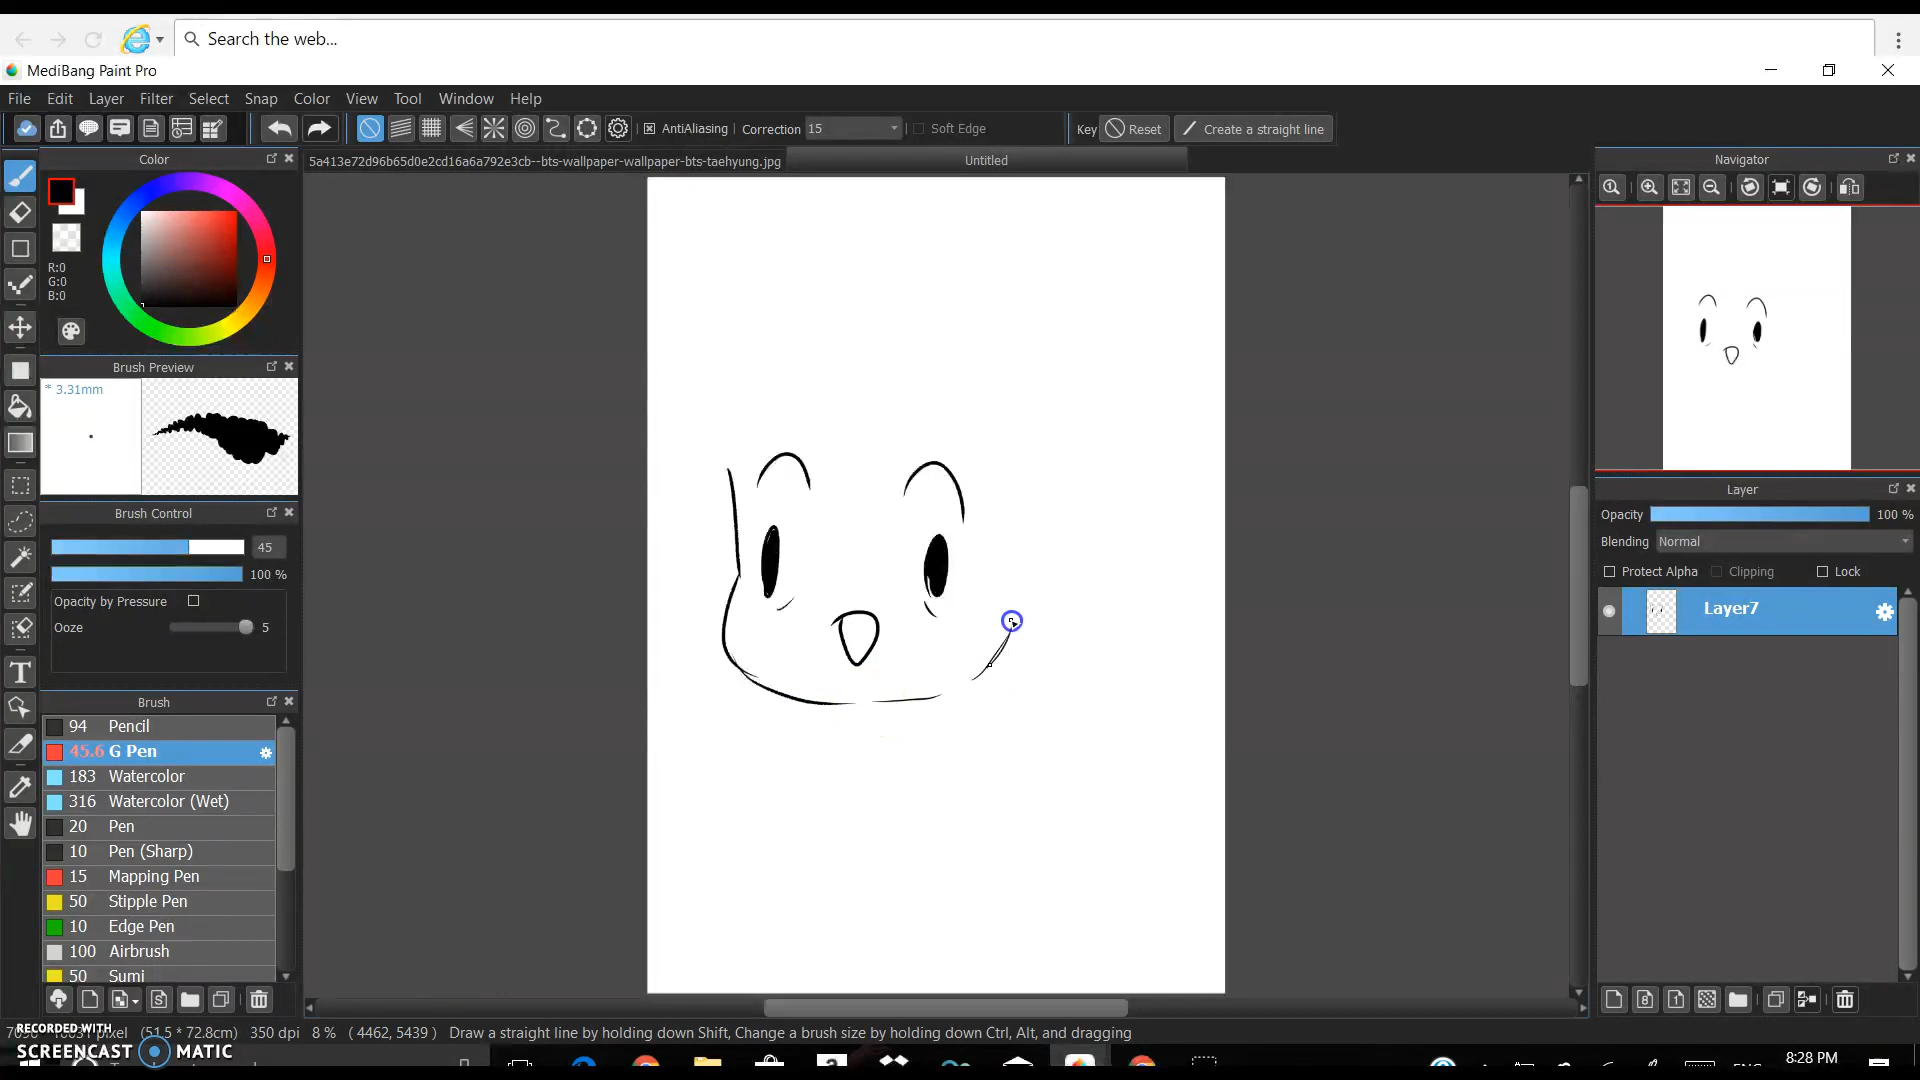 Search the web...
MediBang Paint Pro
File Edit Layer Filter Select Snap Color View Tool Window Help
AntiAliasing Correction 15 Soft Edge Key Reset Create a straight line
5a413e72d96b65d0e2cd16a6a792e3cb--bts-wallpaper-wallpaper-bts-taehyung.jpg
Untitled
Color
R:0
G:0
B:0
Brush Preview
* 3.31mm
Brush Control
45
100 %
Opacity by Pressure
Ooze 5
Brush
94 Pencil
45.6 G Pen
183 Watercolor
316 Watercolor (Wet)
20 Pen
10 Pen (Sharp)
15 Mapping Pen
50 Stipple Pen
10 Edge Pen
100 Airbrush
50 Sumi
Navigator
Layer
Opacity 100 %
Blending Normal
Protect Alpha Clipping Lock
Layer7
pixel (51.5 * 72.8cm) 350 dpi 8 % ( 4462, 5439 ) Draw a straight line by holding down Shift, Change a brush size by holding down Ctrl, Alt, and dragging
RECORDED WITH
SCREENCAST MATIC
8:28 PM